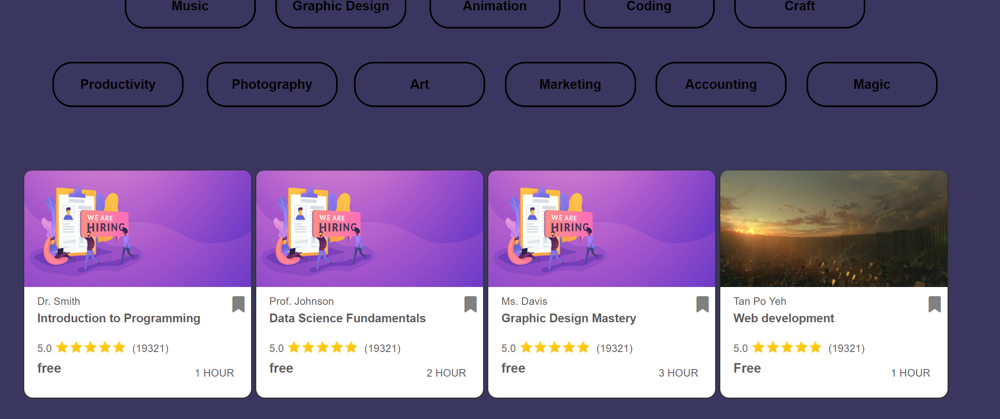 Music
Graphic Design
Animation
Coding
Craft
Productivity
Photography
Art
Marketing
Accounting
Magic
WE ARE
HIRING
WE ARE
HIRING
WE ARE
HIRING
Dr. Smith
Introduction to Programming
5.0 (19321)
free
1 HOUR
Prof. Johnson
Data Science Fundamentals
5.0 (19321)
free
2 HOUR
Ms. Davis
Graphic Design Mastery
5.0 (19321)
free
3 HOUR
Tan Po Yeh
Web development
5.0 (19321)
Free
1 HOUR